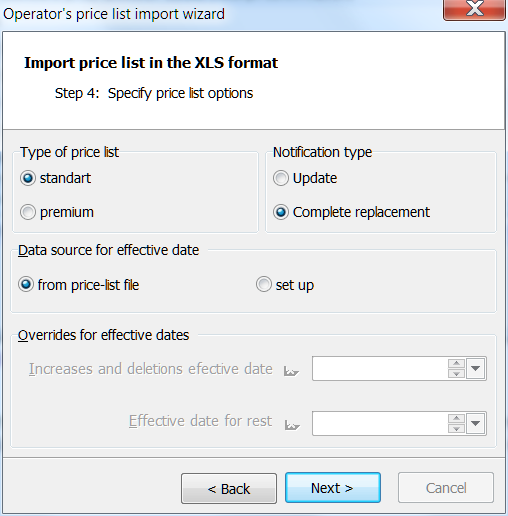 Operator's price list import wizard
Import price list in the XLS format
Step 4: Specify price list options
Type of price list
standart
premium
Notification type
Update
Complete replacement
Data source for effective date
from price-list file
set up
Overrides for effective dates
Increases and deletions efective date
Effective date for rest
< Back
Next >
Cancel